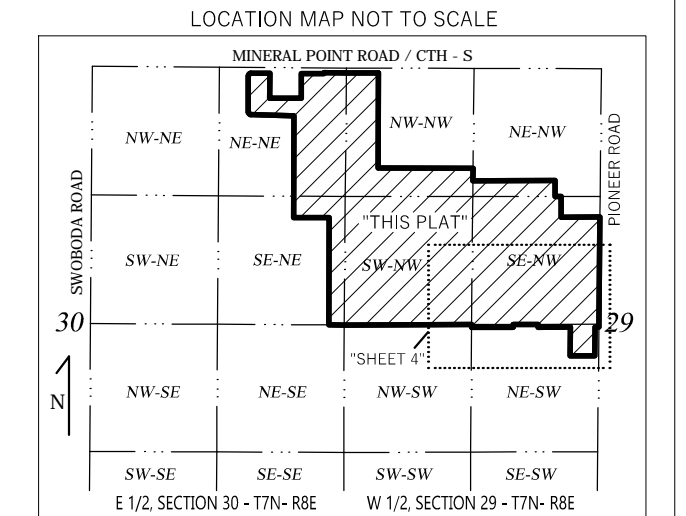 LOCATION MAP NOT TO SCALE
MINERAL POINT ROAD / CTH - S
NW-NE
NE-NE
NW-NW
NE-NW
SWOBODA ROAD
PIONEER ROAD
"THIS PLAT"
SW-NE
SE-NE
SW-NW
SE-NW
30
29
"SHEET 4"
N
NW-SE
NE-SE
NW-SW
NE-SW
SW-SE
SE-SE
SW-SW
SE-SW
E 1/2, SECTION 30 - T7N- R8E
W 1/2, SECTION 29 - T7N- R8E